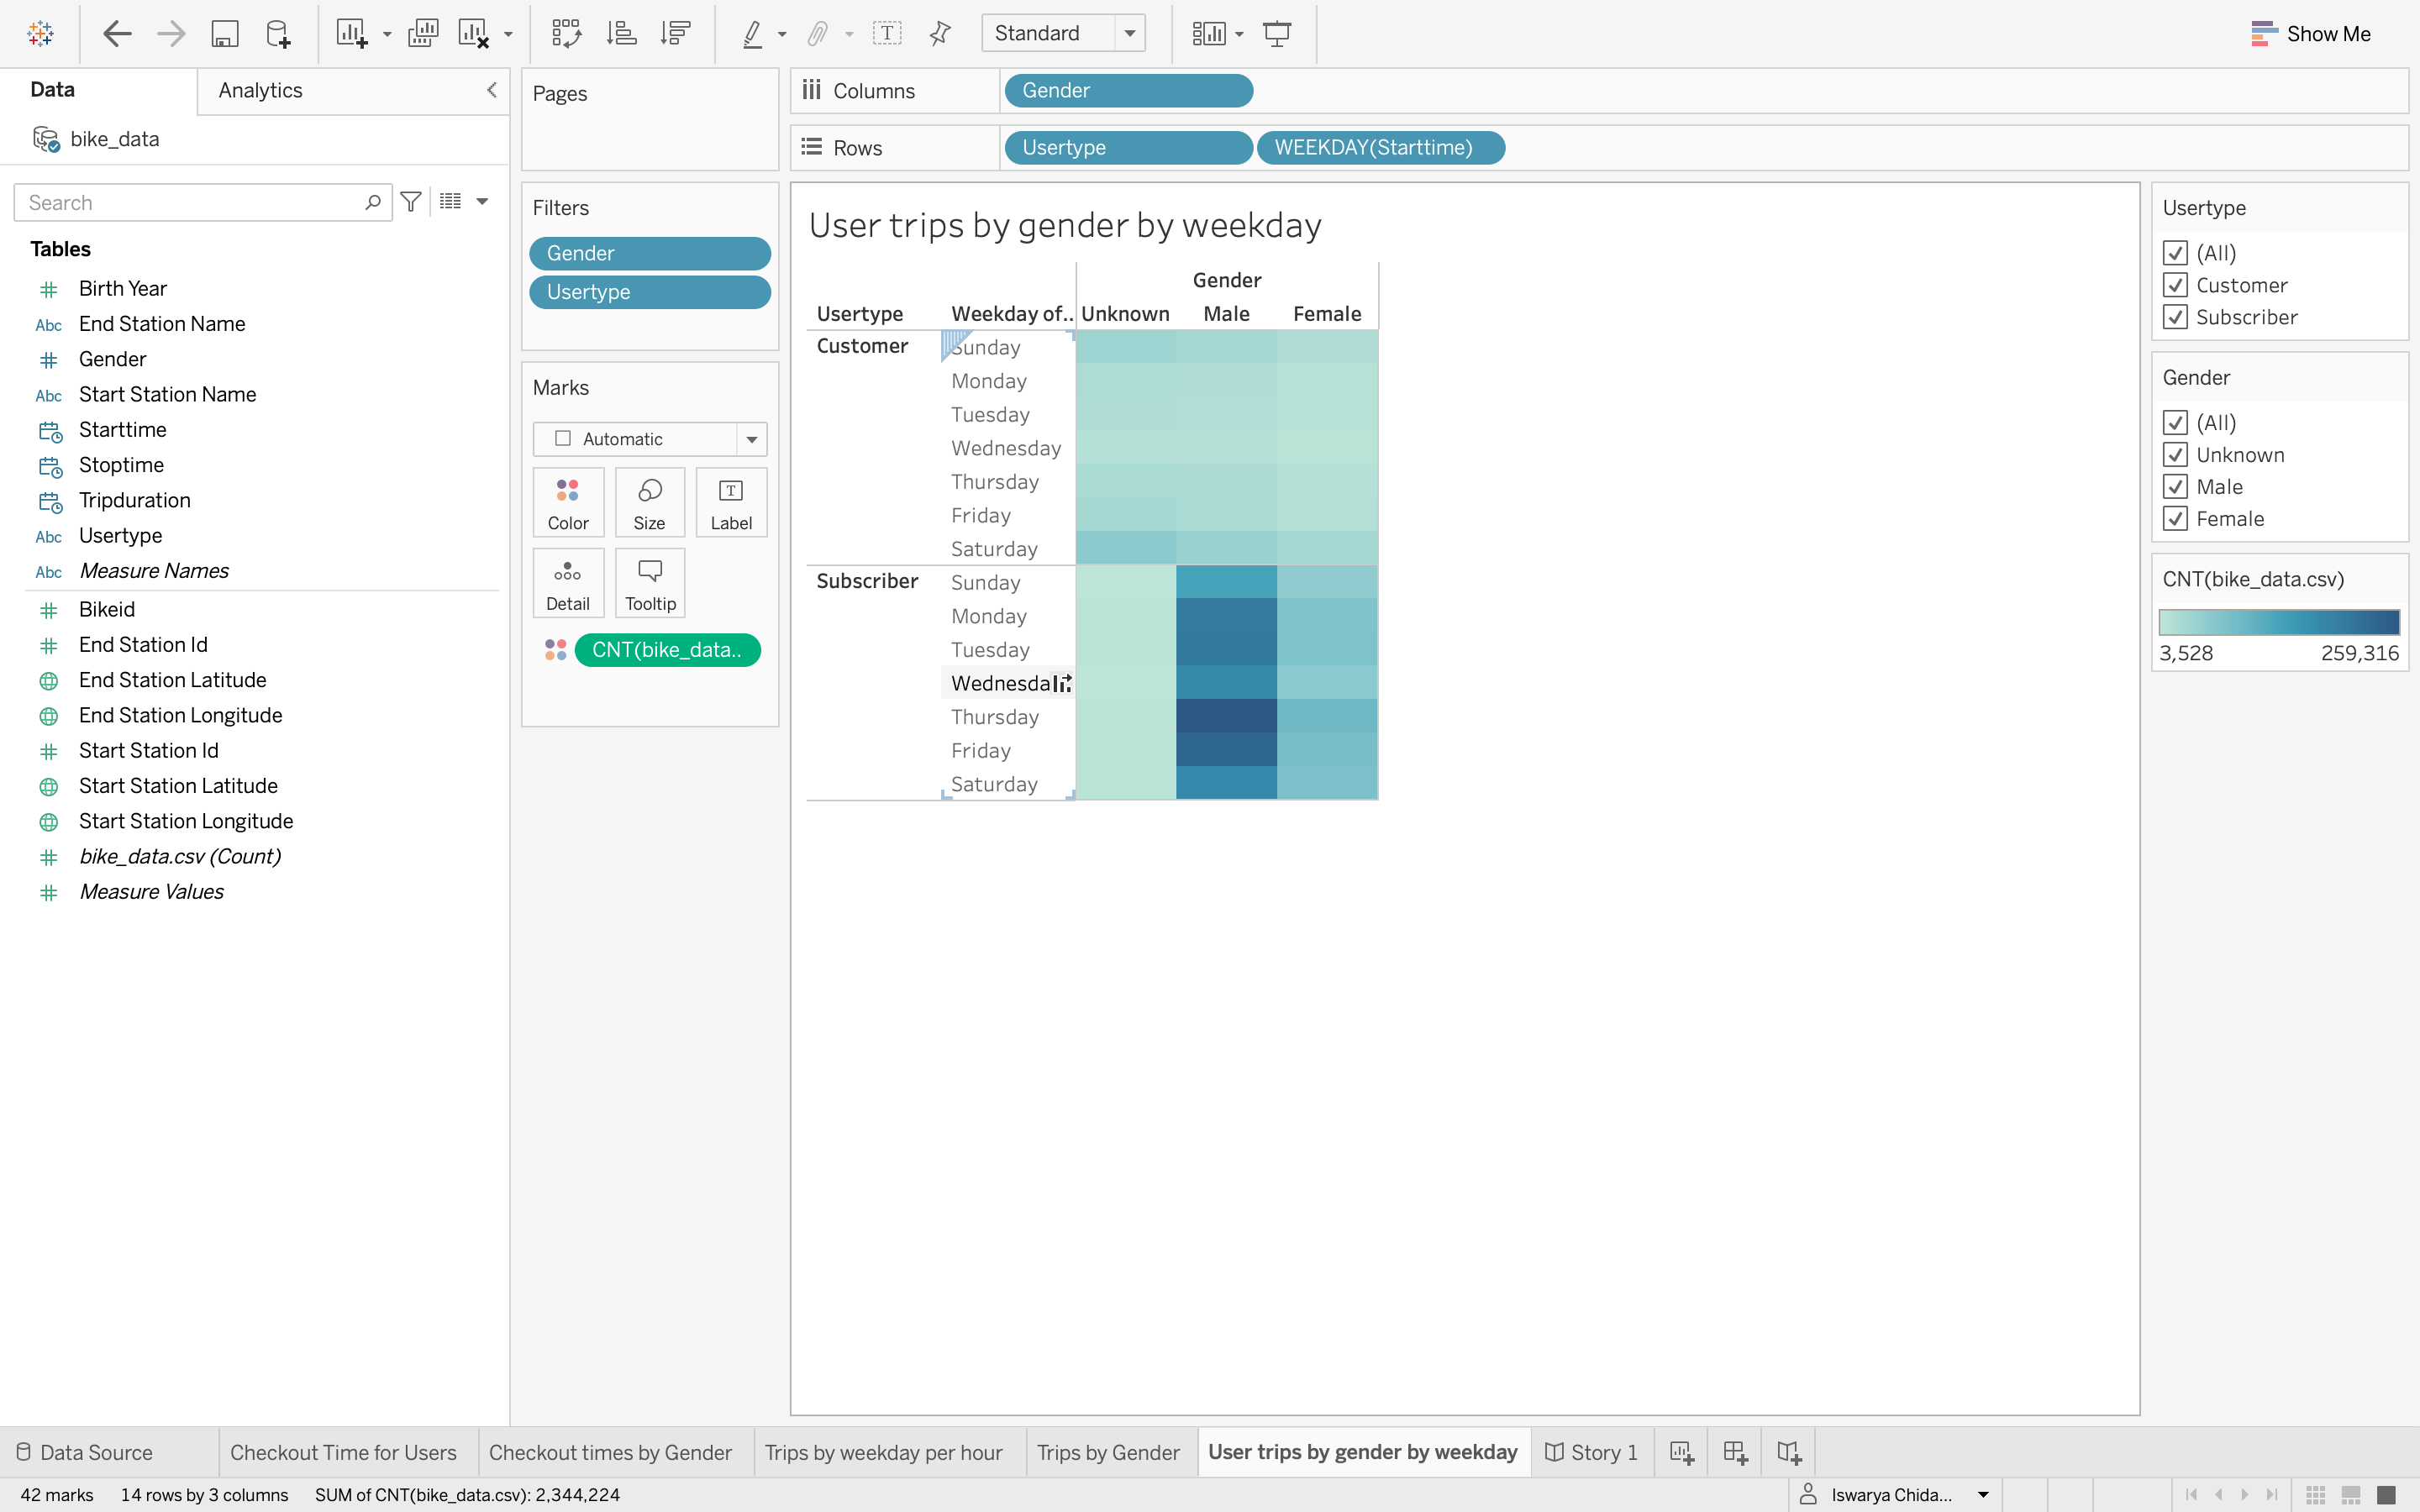 Standard
Show Me
Data
Analytics
bike_data
Search
Tables
Birth Year
Abc End Station Name
Gender
Abc Start Station Name
Starttime
Stoptime
Tripduration
Abc Usertype
Abc Measure Names
Bikeid
End Station Id
End Station Latitude
End Station Longitude
Start Station Id
Start Station Latitude
Start Station Longitude
bike_data.csv (Count)
Measure Values
Pages
Filters
Gender
Usertype
Marks
Automatic
Color
Size
T
Label
Detail
Tooltip
CNT(bike_data..
Columns
Gender
Rows
Usertype
WEEKDAY(Starttime)
User trips by gender by weekday
Gender
Usertype
Weekday of..
Unknown
Male
Female
Customer
Sunday
Monday
Tuesday
Wednesday
Thursday
Friday
Saturday
Subscriber
Sunday
Monday
Tuesday
Wednesda
Thursday
Friday
Saturday
Usertype
(All)
Customer
Subscriber
Gender
(All)
Unknown
Male
Female
CNT(bike_data.csv)
3,528
259,316
Data Source
Checkout Time for Users
Checkout times by Gender
Trips by weekday per hour
Trips by Gender
User trips by gender by weekday
Story 1
42 marks
14 rows by 3 columns
SUM of CNT(bike_data.csv): 2,344,224
Iswarya Chida...